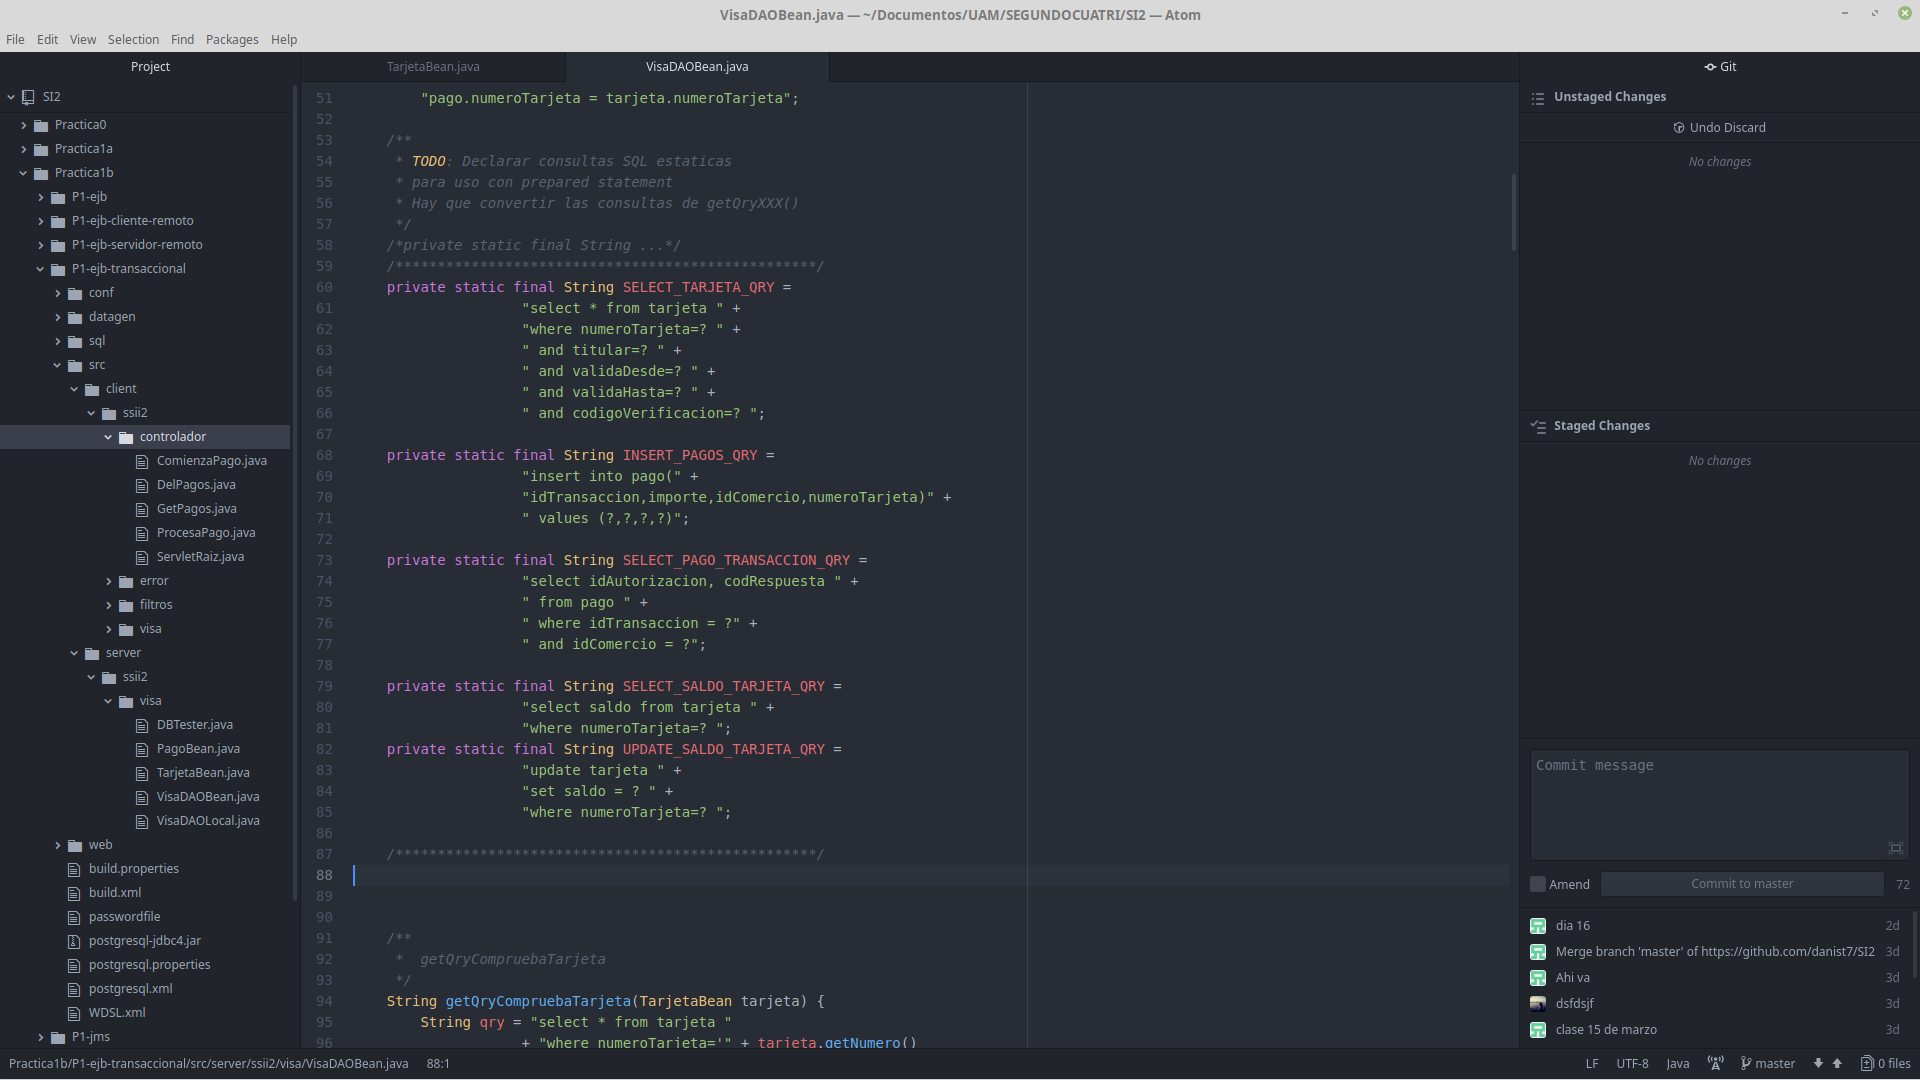 VisaDAOBean.java — ~/Documentos/UAM/SEGUNDOCUATRI/SI2 — Atom
File Edit View Selection Find Packages Help
Project
SI2
Practica0
Practica1a
Practica1b
P1-ejb
P1-ejb-cliente-remoto
P1-ejb-servidor-remoto
P1-ejb-transaccional
conf
datagen
sql
src
client
ssii2
controlador
ComienzaPago.java
DelPagos.java
GetPagos.java
ProcesaPago.java
ServletRaiz.java
error
filtros
visa
server
ssii2
visa
DBTester.java
PagoBean.java
TarjetaBean.java
VisaDAOBean.java
VisaDAOLocal.java
web
build.properties
build.xml
passwordfile
postgresql-jdbc4.jar
postgresql.properties
postgresql.xml
WDSL.xml
P1-jms
TarjetaBean.java VisaDAOBean.java
51         "pago.numeroTarjeta = tarjeta.numeroTarjeta";
52
53     /**
54      * TODO: Declarar consultas SQL estaticas
55      * para uso con prepared statement
56      * Hay que convertir las consultas de getQryXXX()
57      */
58     /*private static final String ...*/
59     /**************************************************/
60     private static final String SELECT_TARJETA_QRY =
61                     "select * from tarjeta " +
62                     "where numeroTarjeta=? " +
63                     " and titular=? " +
64                     " and validaDesde=? " +
65                     " and validaHasta=? " +
66                     " and codigoVerificacion=? ";
67
68     private static final String INSERT_PAGOS_QRY =
69                     "insert into pago(" +
70                     "idTransaccion,importe,idComercio,numeroTarjeta)" +
71                     " values (?,?,?,?)";
72
73     private static final String SELECT_PAGO_TRANSACCION_QRY =
74                     "select idAutorizacion, codRespuesta " +
75                     " from pago " +
76                     " where idTransaccion = ?" +
77                     " and idComercio = ?";
78
79     private static final String SELECT_SALDO_TARJETA_QRY =
80                     "select saldo from tarjeta " +
81                     "where numeroTarjeta=? ";
82     private static final String UPDATE_SALDO_TARJETA_QRY =
83                     "update tarjeta " +
84                     "set saldo = ? " +
85                     "where numeroTarjeta=? ";
86
87     /**************************************************/
88
89
90
91     /**
92      *  getQryCompruebaTarjeta
93      */
94     String getQryCompruebaTarjeta(TarjetaBean tarjeta) {
95         String qry = "select * from tarjeta "
96                     + "where numeroTarjeta='" + tarjeta.getNumero()
Git
Unstaged Changes
Undo Discard
No changes
Staged Changes
No changes
Commit message
Amend Commit to master 72
dia 16 2d
Merge branch 'master' of https://github.com/danist7/SI2 3d
Ahi va 3d
dsfdsjf 3d
clase 15 de marzo 3d
Practica1b/P1-ejb-transaccional/src/server/ssii2/visa/VisaDAOBean.java 88:1 LF UTF-8 Java master 0 files